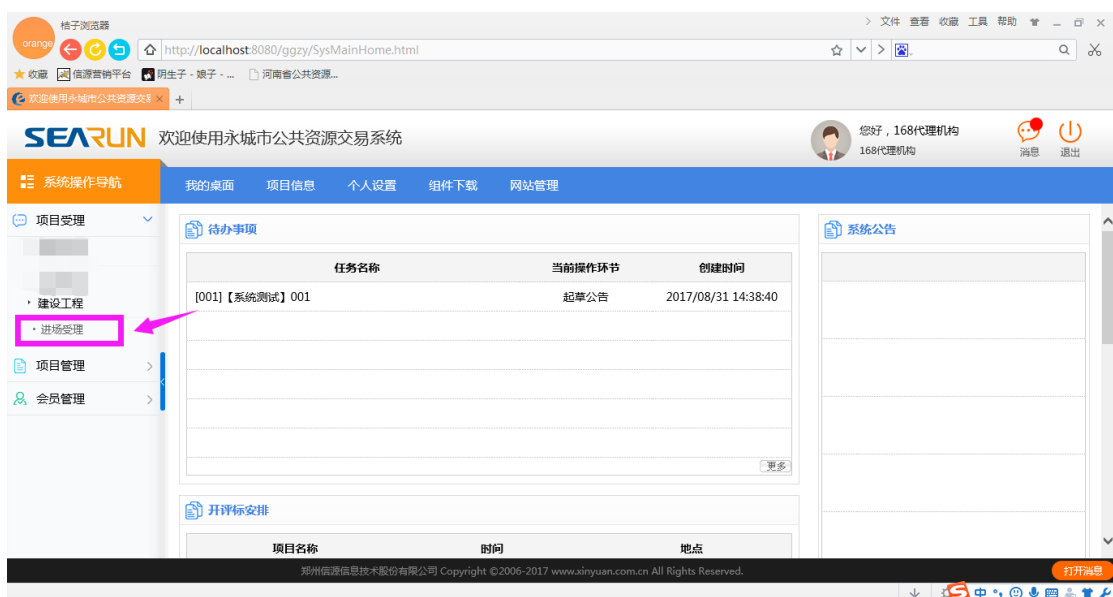 桔子浏览器
文件 查看 收藏 工具 帮助
orange
http://localhost:8080/ggzy/SysMainHome.html
收藏 信源营销平台 阴生子 - 娘子 - ... 河南省公共资源...
欢迎使用永城市公共资源交易
SEARUN 欢迎使用永城市公共资源交易系统
您好，168代理机构
168代理机构
消息 退出
系统操作导航 我的桌面 项目信息 个人设置 组件下载 网站管理
项目受理
建设工程
进场受理
项目管理
会员管理
待办事项
任务名称 当前操作环节 创建时间
[001]【系统测试】001 起草公告 2017/08/31 14:38:40
更多
系统公告
开评标安排
项目名称 时间 地点
郑州信源信息技术股份有限公司 Copyright ©2006-2017 www.xinyuan.com.cn All Rights Reserved.
打开消息
中